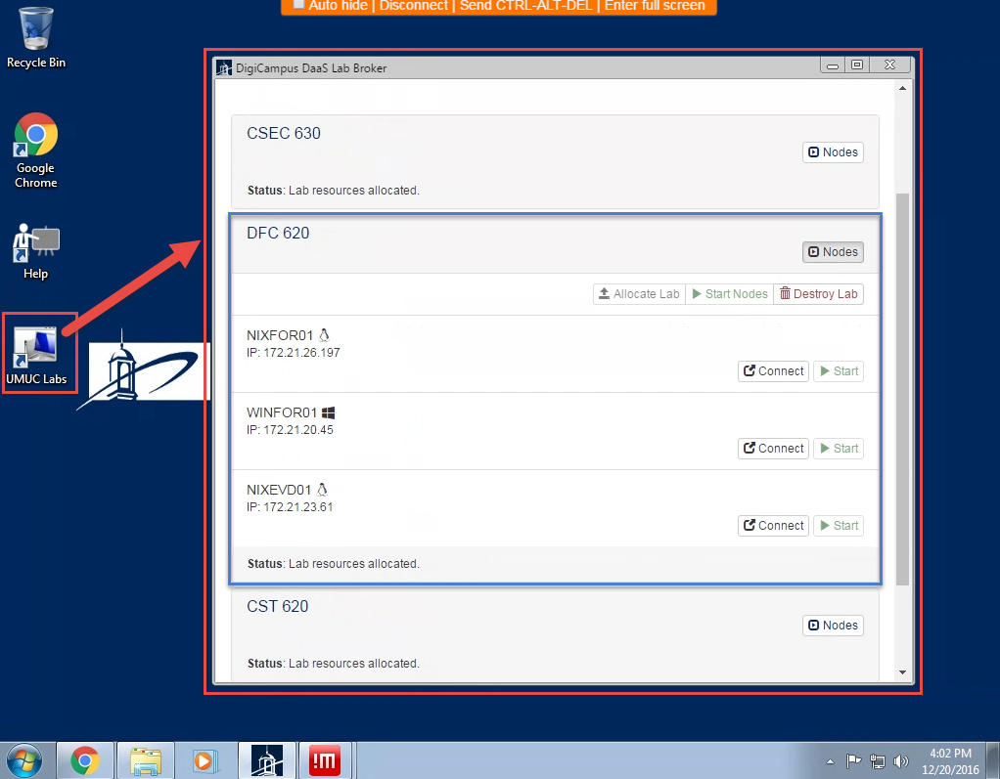 Auto hide | Disconnect | Send CTRL-ALT-DEL | Enter full screen
Recycle Bin
Google
Chrome
Help
UMUC Labs
DigiCampus DaaS Lab Broker
CSEC 630
Nodes
Status: Lab resources allocated.
DFC 620
Nodes
Allocate Lab Start Nodes Destroy Lab
NIXFOR01
IP: 172.21.26.197
Connect Start
WINFOR01
IP: 172.21.20.45
Connect Start
NIXEVD01
IP: 172.21.23.61
Connect Start
Status: Lab resources allocated.
CST 620
Nodes
Status: Lab resources allocated.
!M
4:02 PM
12/20/2016